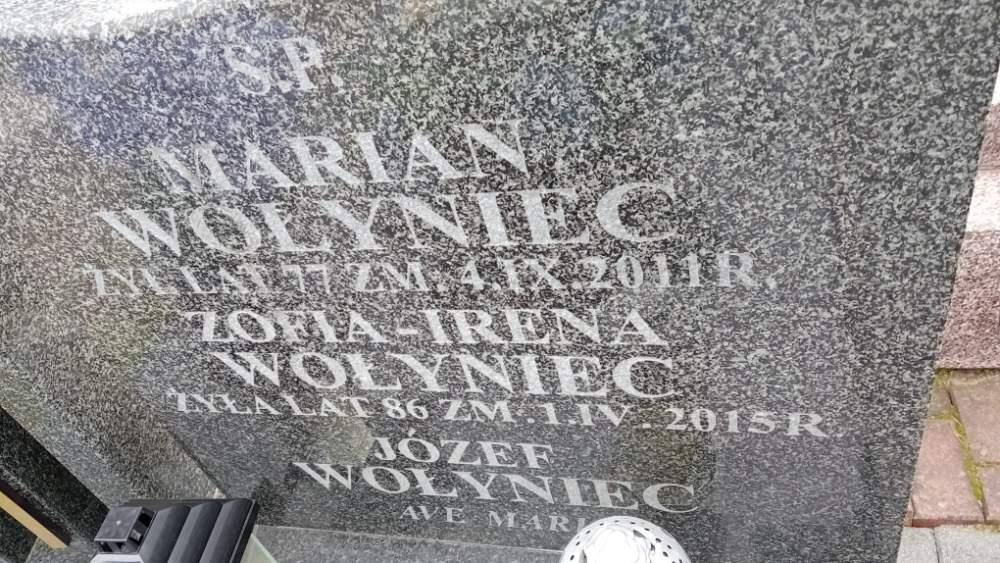 Ś.P.
MARIAN
WOŁYNIEC
ŻYŁ LAT 77 ZM. 4.IX.2011 R.
ZOFIA-IRENA
WOŁYNIEC
ŻYŁA LAT 86 ZM. 1.IV.2015 R.
JÓZEF
WOŁYNIEC
AVE